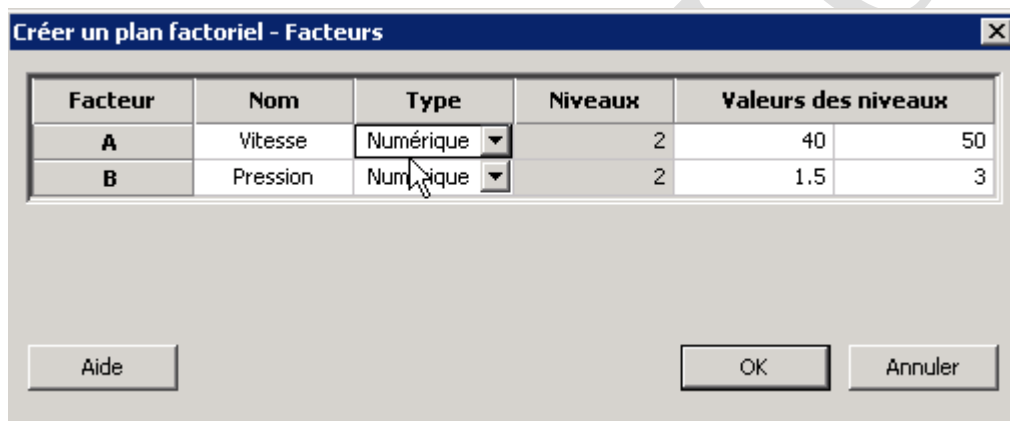 Créer un plan factoriel - Facteurs
Facteur Nom Type Niveaux Valeurs des niveaux
A Vitesse Numérique 2 40 50
B Pression Numérique 2 1.5 3
Aide OK Annuler